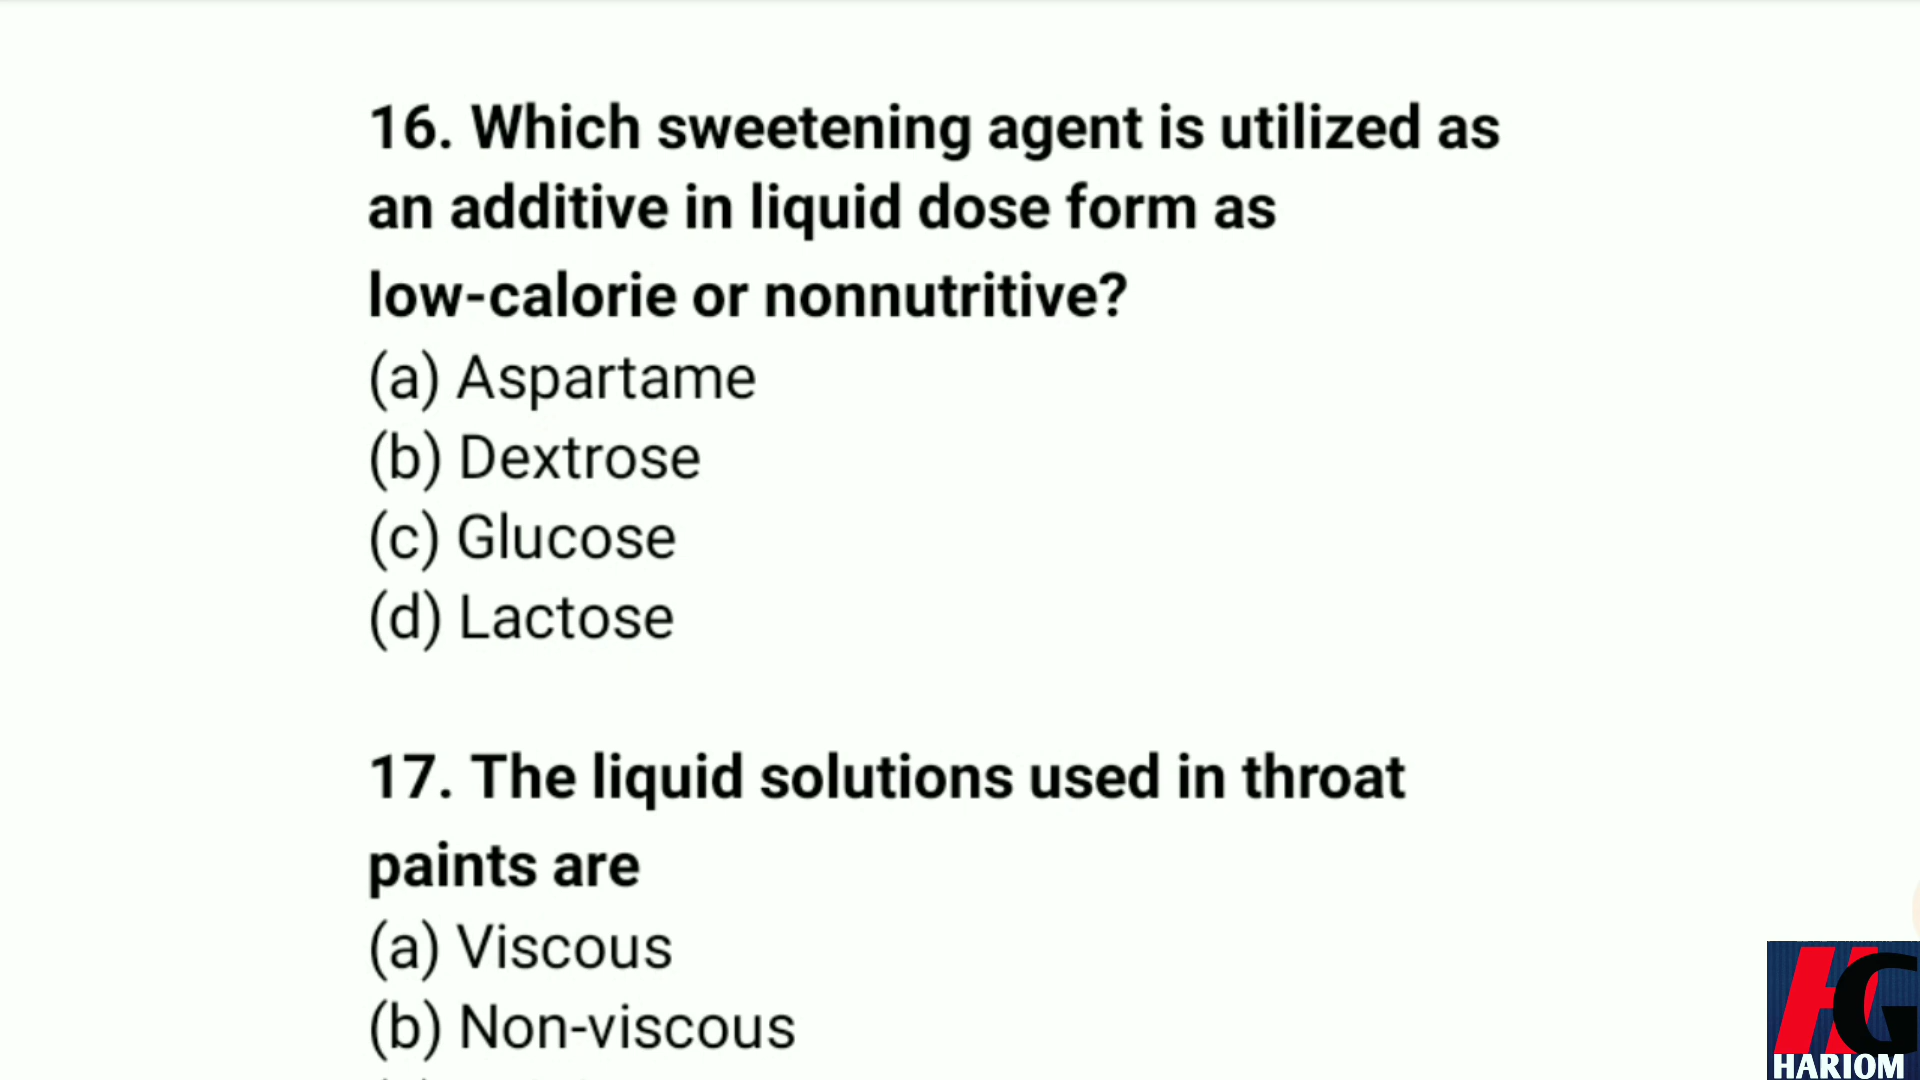 16. Which sweetening agent is utilized as
an additive in liquid dose form as
low-calorie or nonnutritive?
(a) Aspartame
(b) Dextrose
(c) Glucose
(d) Lactose
17. The liquid solutions used in throat
paints are
(a) Viscous
(b) Non-viscous
HG
HARIOM